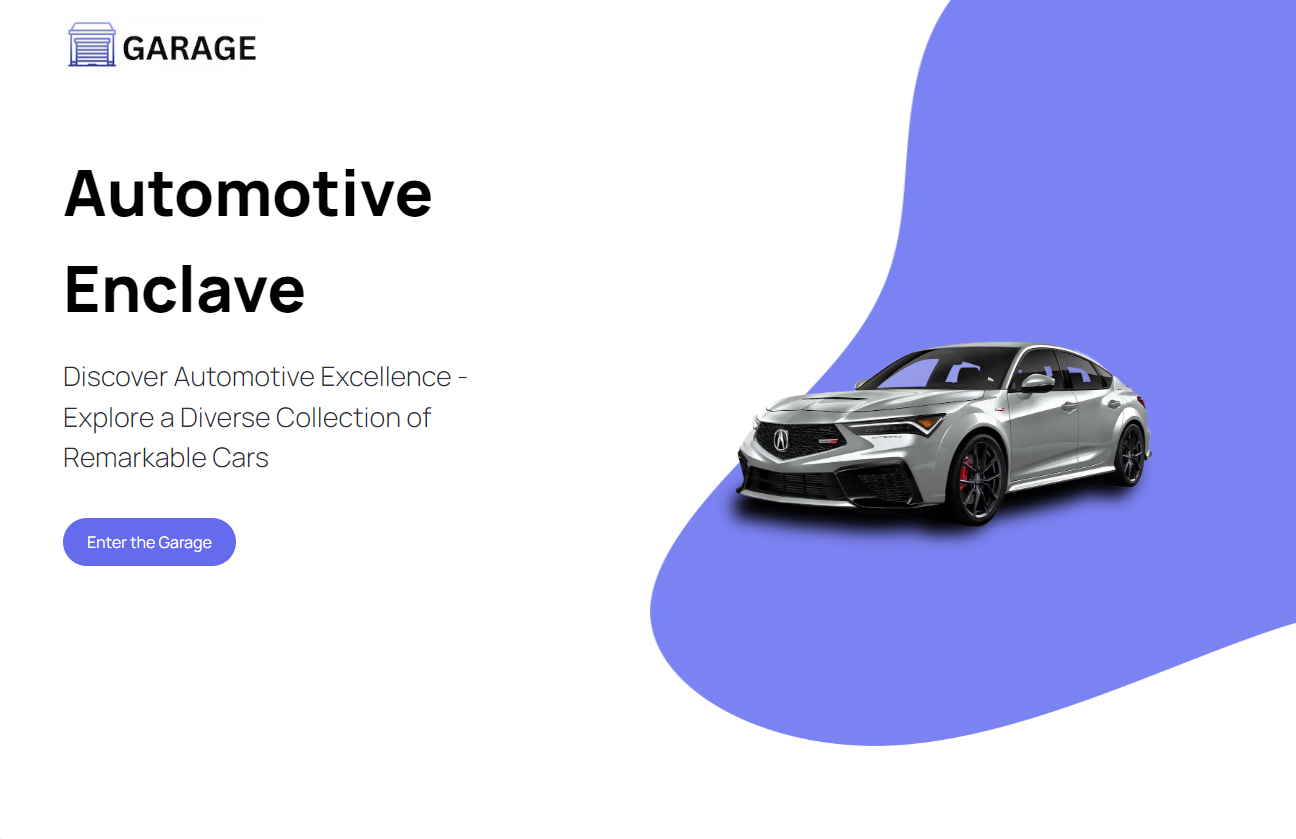 GARAGE
Automotive
Enclave
Discover Automotive Excellence -
Explore a Diverse Collection of
Remarkable Cars
Enter the Garage